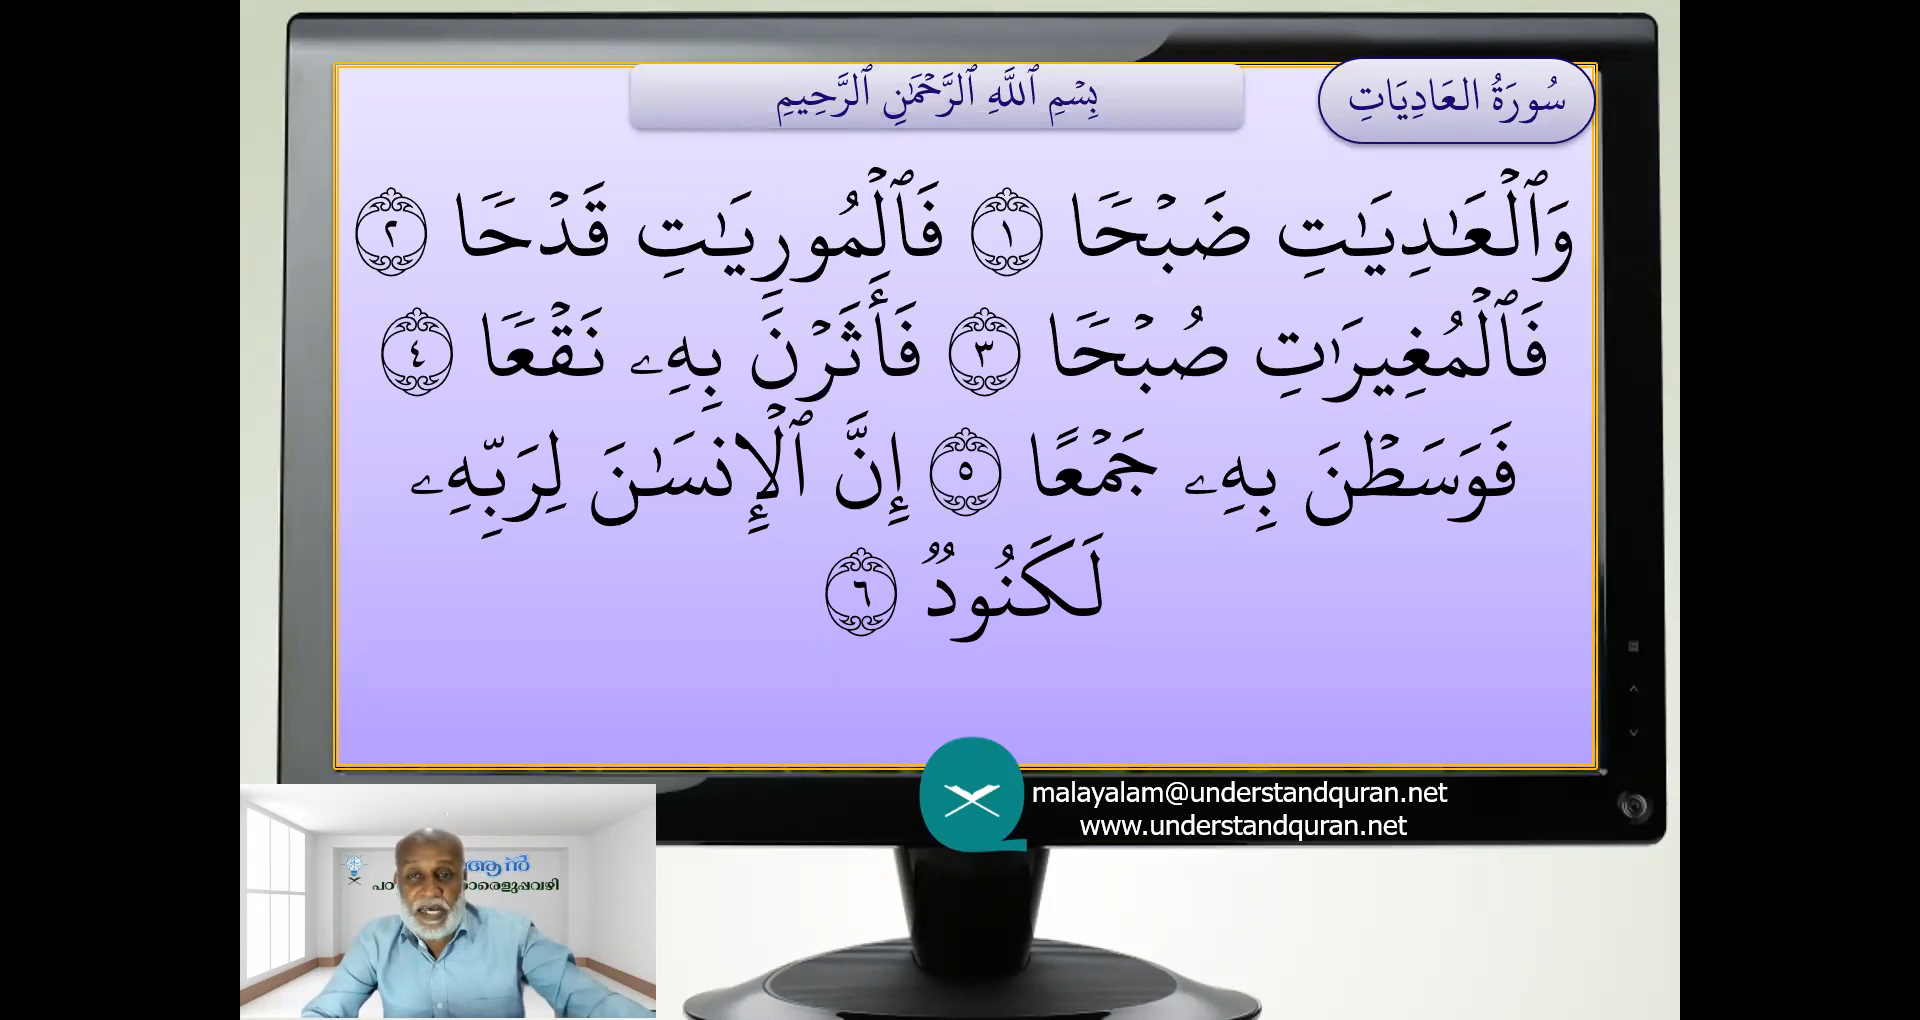 سُورَةُ العَادِيَاتِ
بِسۡمِ ٱللَّهِ ٱلرَّحۡمَٰنِ ٱلرَّحِيمِ
وَٱلۡعَٰدِيَٰتِ ضَبۡحٗا ١ فَٱلۡمُورِيَٰتِ قَدۡحٗا ٢
فَٱلۡمُغِيرَٰتِ صُبۡحٗا ٣ فَأَثَرۡنَ بِهِۦ نَقۡعٗا ٤
فَوَسَطۡنَ بِهِۦ جَمۡعًا ٥ إِنَّ ٱلۡإِنسَٰنَ لِرَبِّهِۦ
لَكَنُودٞ ٦
malayalam@understandquran.net
www.understandquran.net